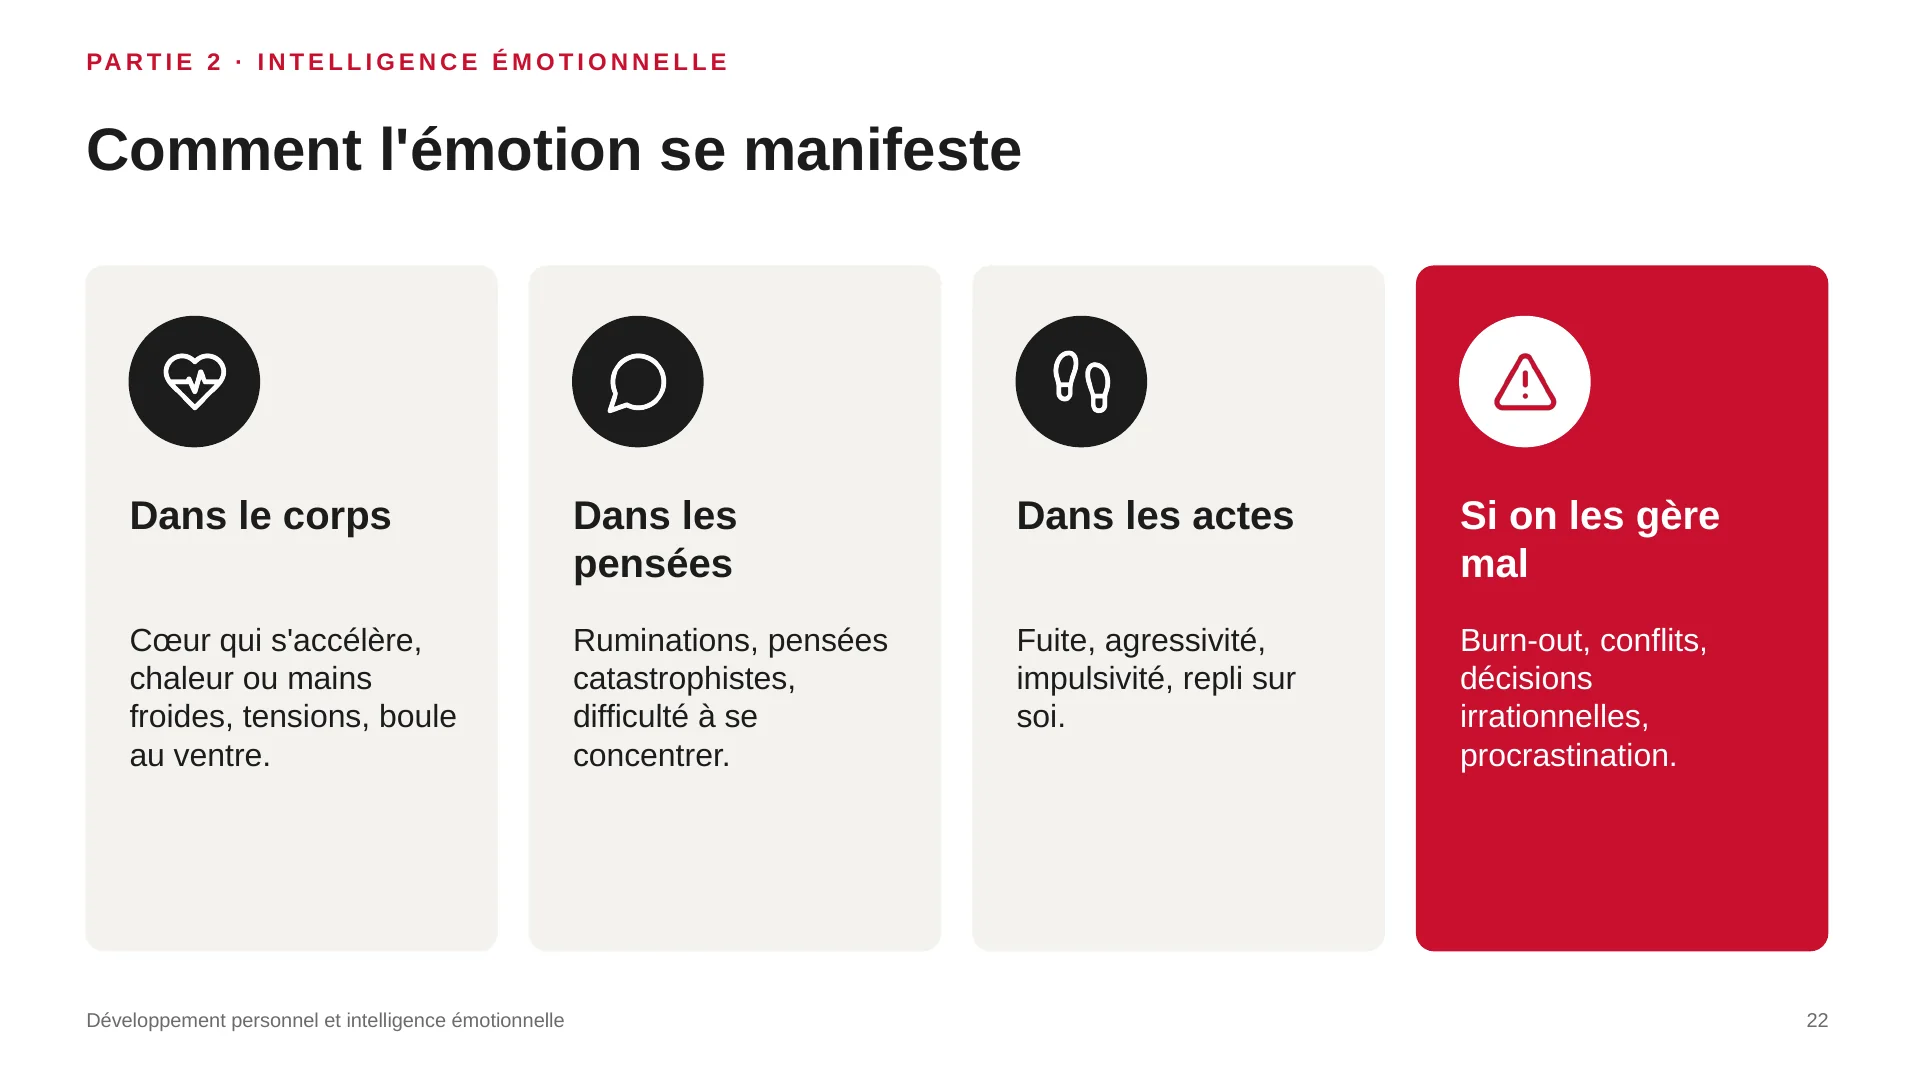 PARTIE 2 · INTELLIGENCE ÉMOTIONNELLE
Comment l'émotion se manifeste
Dans le corps
Cœur qui s'accélère,
chaleur ou mains
froides, tensions, boule
au ventre.
Dans les
pensées
Ruminations, pensées
catastrophistes,
difficulté à se
concentrer.
Dans les actes
Fuite, agressivité,
impulsivité, repli sur
soi.
Si on les gère
mal
Burn-out, conflits,
décisions
irrationnelles,
procrastination.
Développement personnel et intelligence émotionnelle
22